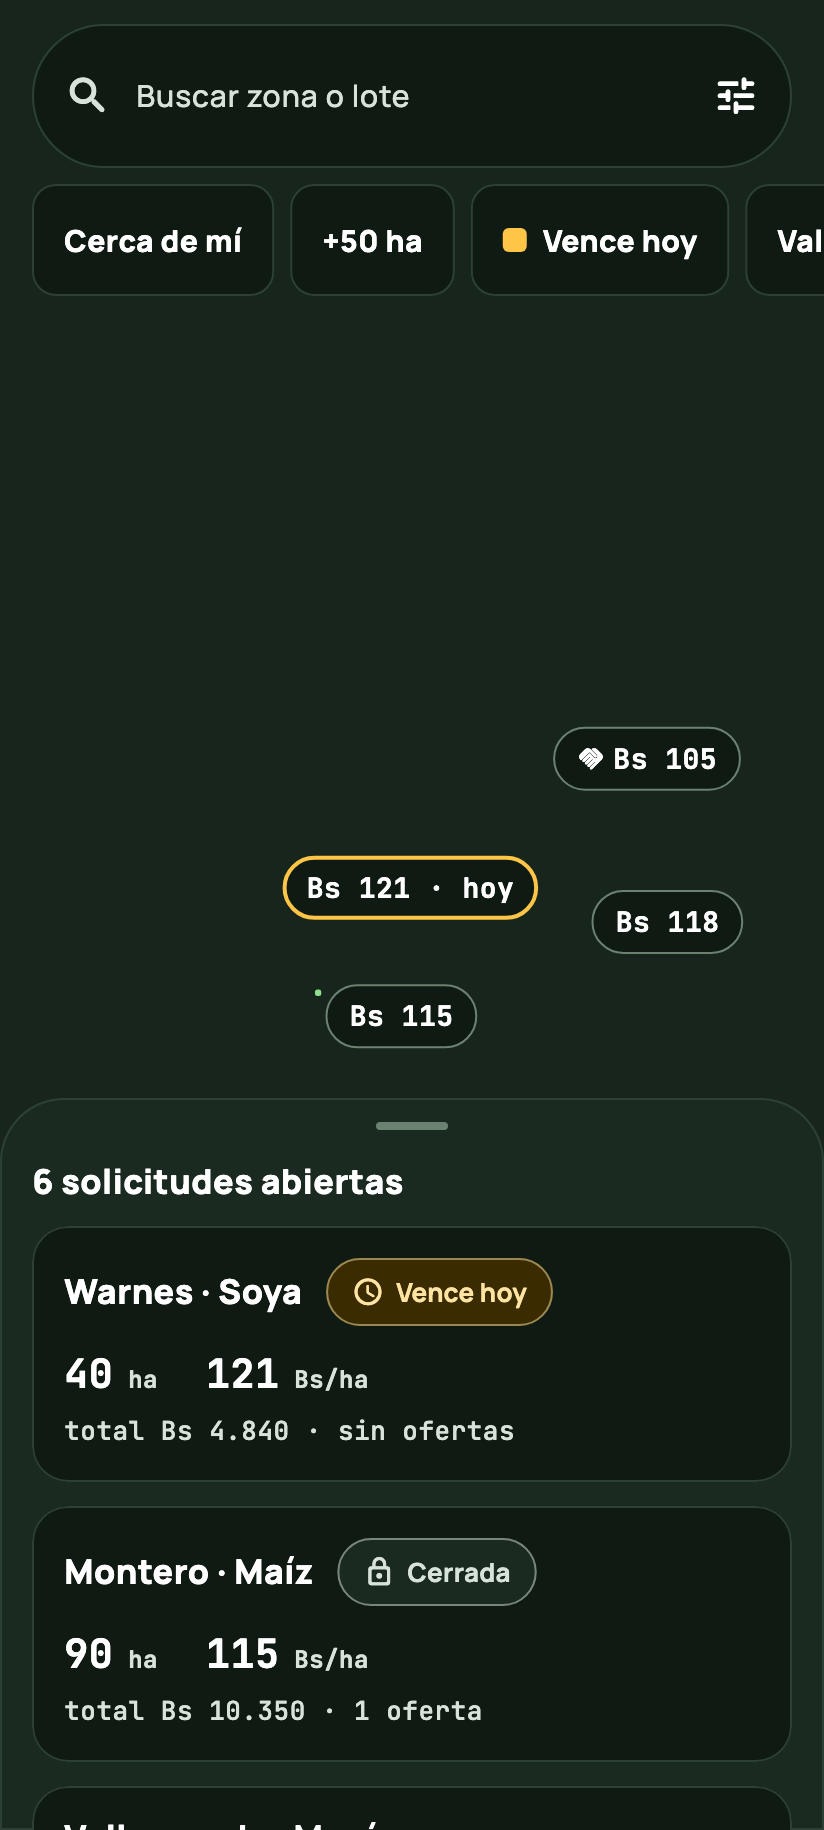 Buscar zona o lote
Cerca de mí
+50 ha
Vence hoy
Val
Bs 105
Bs 121 · hoy
Bs 118
Bs 115
6 solicitudes abiertas
Warnes · Soya
Vence hoy
40 ha 121 Bs/ha
total Bs 4.840 · sin ofertas
Montero · Maíz
Cerrada
90 ha 115 Bs/ha
total Bs 10.350 · 1 oferta